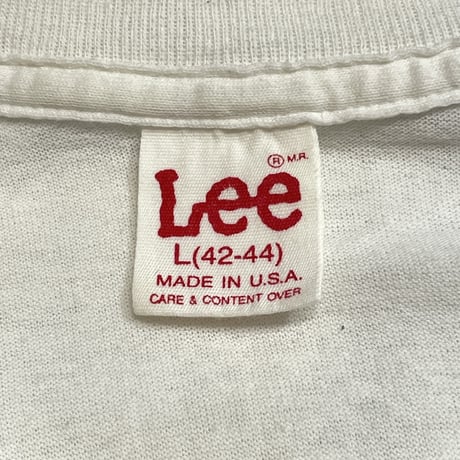 ® M.R.
Lee
L(42-44)
MADE IN U.S.A.
CARE & CONTENT OVER